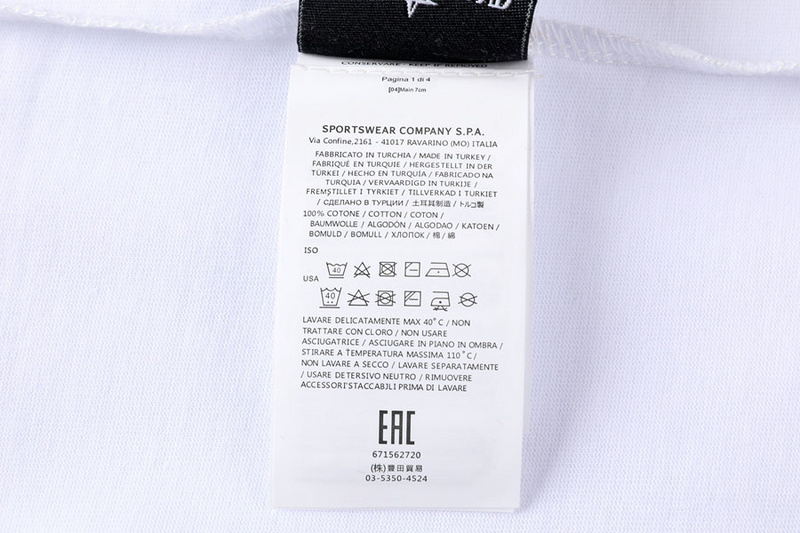 CONSERVARE - KEEP IF REMOVED
Pagina 1 di 4
[04]Main 7cm
SPORTSWEAR COMPANY S.P.A.
Via Confine,2161 - 41017 RAVARINO (MO) ITALIA
FABBRICATO IN TURCHIA / MADE IN TURKEY /
FABRIQUÉ EN TURQUIE / HERGESTELLT IN DER
TÜRKEI / HECHO EN TURQUÍA / FABRICADO NA
TURQUIA / VERVAARDIGD IN TURKIJE /
FREMSTILLET I TYRKIET / TILLVERKAD I TURKIET
/ СДЕЛАНО В ТУРЦИИ / 土耳其制造 / トルコ製
100% COTONE / COTTON / COTON /
BAUMWOLLE / ALGODÓN / ALGODAO / KATOEN /
BOMULD / BOMULL / ХЛОПОК / 棉 / 綿
ISO
40
USA
40
LAVARE DELICATAMENTE MAX 40°C / NON
TRATTARE CON CLORO / NON USARE
ASCIUGATRICE / ASCIUGARE IN PIANO IN OMBRA /
STIRARE A TEMPERATURA MASSIMA 110°C /
NON LAVARE A SECCO / LAVARE SEPARATAMENTE
/ USARE DETERSIVO NEUTRO / RIMUOVERE
ACCESSORI STACCABILI PRIMA DI LAVARE
EAC
671562720
(株)豊田貿易
03-5350-4524